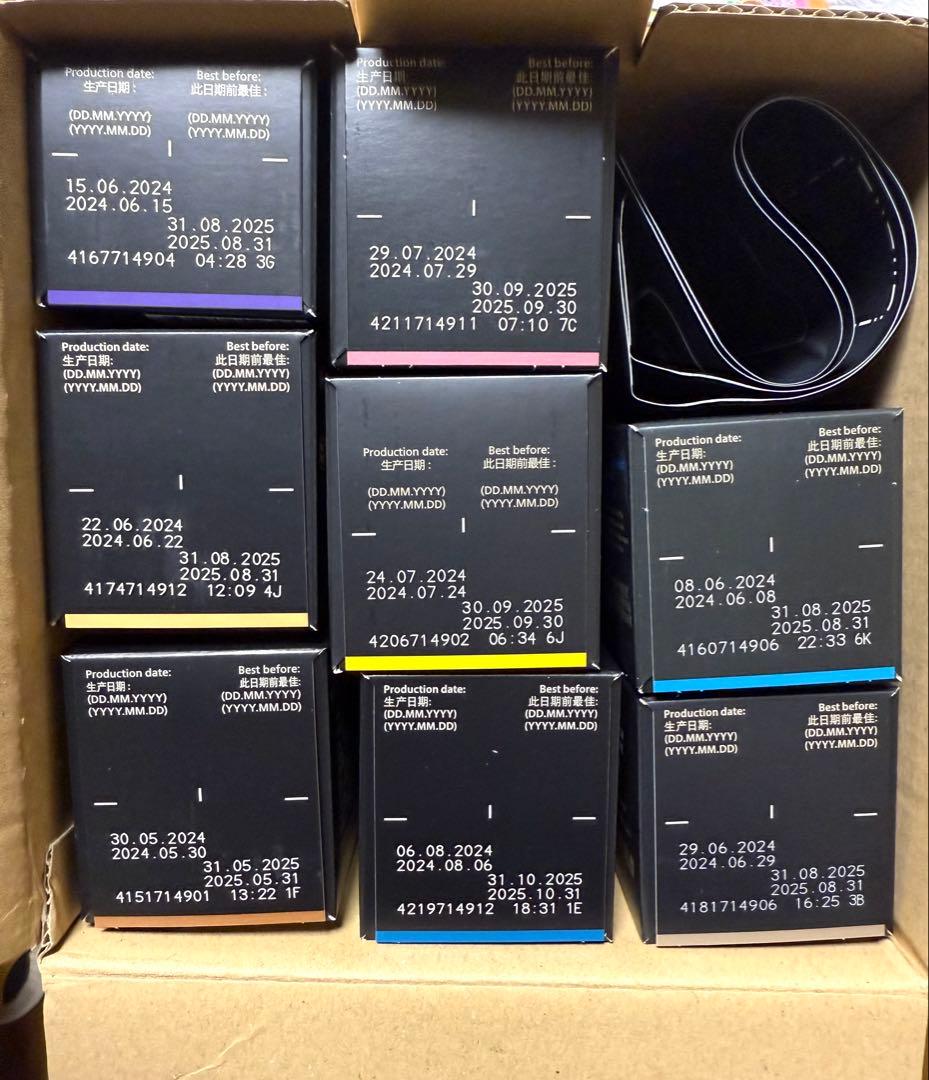 Production date: Best before:
生产日期： 此日期前最佳：
(DD.MM.YYYY) (DD.MM.YYYY)
(YYYY.MM.DD) (YYYY.MM.DD)
15.06.2024
2024.06.15
31.08.2025
2025.08.31
4167714904 04:28 3G
Production date: Best before:
生产日期: 此日期前最佳:
(DD.MM.YYYY) (DD.MM.YYYY)
(YYYY.MM.DD) (YYYY.MM.DD)
29.07.2024
2024.07.29
30.09.2025
2025.09.30
4211714911 07:10 7C
Production date: Best before:
生产日期: 此日期前最佳:
(DD.MM.YYYY) (DD.MM.YYYY)
(YYYY.MM.DD) (YYYY.MM.DD)
22.06.2024
2024.06.22
31.08.2025
2025.08.31
4174714912 12:09 4J
Production date: Best before:
生产日期： 此日期前最佳：
(DD.MM.YYYY) (DD.MM.YYYY)
(YYYY.MM.DD) (YYYY.MM.DD)
24.07.2024
2024.07.24
30.09.2025
2025.09.30
4206714902 06:34 6J
Production date: Best before:
生产日期: 此日期前最佳:
(DD.MM.YYYY) (DD.MM.YYYY)
(YYYY.MM.DD) (YYYY.MM.DD)
08.06.2024
2024.06.08
31.08.2025
2025.08.31
4160714906 22:33 6K
Production date: Best before:
生产日期： 此日期前最佳:
(DD.MM.YYYY) (DD.MM.YYYY)
(YYYY.MM.DD) (YYYY.MM.DD)
30.05.2024
2024.05.30
31.05.2025
2025.05.31
4151714901 13:22 1F
Production date: Best before:
生产日期: 此日期前最佳:
(DD.MM.YYYY) (DD.MM.YYYY)
(YYYY.MM.DD) (YYYY.MM.DD)
06.08.2024
2024.08.06
31.10.2025
2025.10.31
4219714912 18:31 1E
Production date: Best before:
生产日期: 此日期前最佳:
(DD.MM.YYYY) (DD.MM.YYYY)
(YYYY.MM.DD) (YYYY.MM.DD)
29.06.2024
2024.06.29
31.08.2025
2025.08.31
4181714906 16:25 3B